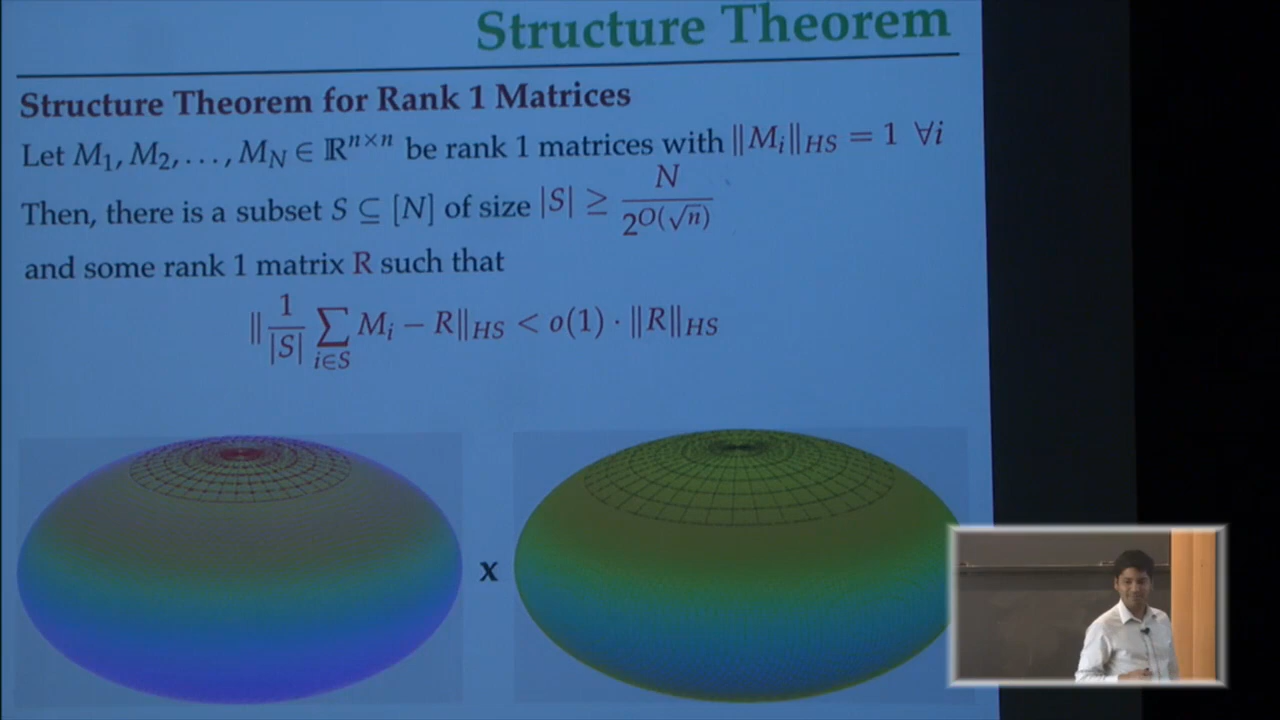 Structure Theorem
Structure Theorem for Rank 1 Matrices
Let M₁, M₂, . . . , M_N ∈ ℝⁿˣⁿ be rank 1 matrices with ‖M_i‖_HS = 1 ∀i
Then, there is a subset S ⊆ [N] of size |S| ≥ N / 2^{O(√n)}
and some rank 1 matrix R such that
‖ 1/|S| ∑_{i∈S} M_i − R‖_HS < o(1) · ‖R‖_HS
x